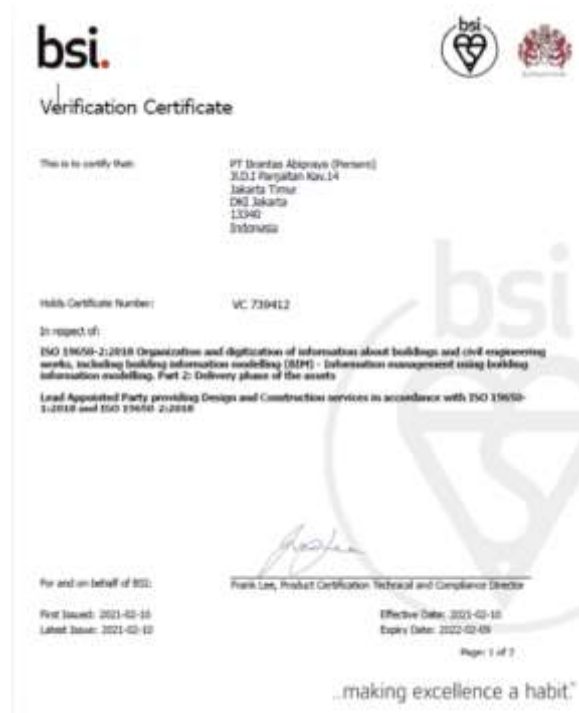 bsi.
bsi
Verification Certificate
This is to certify that:
PT Brantas Abipraya (Persero)
Jl.D.I Panjaitan Kav.14
Jakarta Timur
DKI Jakarta
13340
Indonesia
bsi
Holds Certificate Number:
VC 739412
In respect of:
ISO 19650-2:2018 Organization and digitization of information about buildings and civil engineering
works, including building information modelling (BIM) - Information management using building
information modelling. Part 2: Delivery phase of the assets
Lead Appointed Party providing Design and Construction services in accordance with ISO 19650-
1:2018 and ISO 19650-2:2018
For and on behalf of BSI:
Frank Lee, Product Certification Technical and Compliance Director
First Issued: 2021-02-10
Effective Date: 2021-02-10
Latest Issue: 2021-02-10
Expiry Date: 2022-02-09
Page: 1 of
...making excellence a habit.™